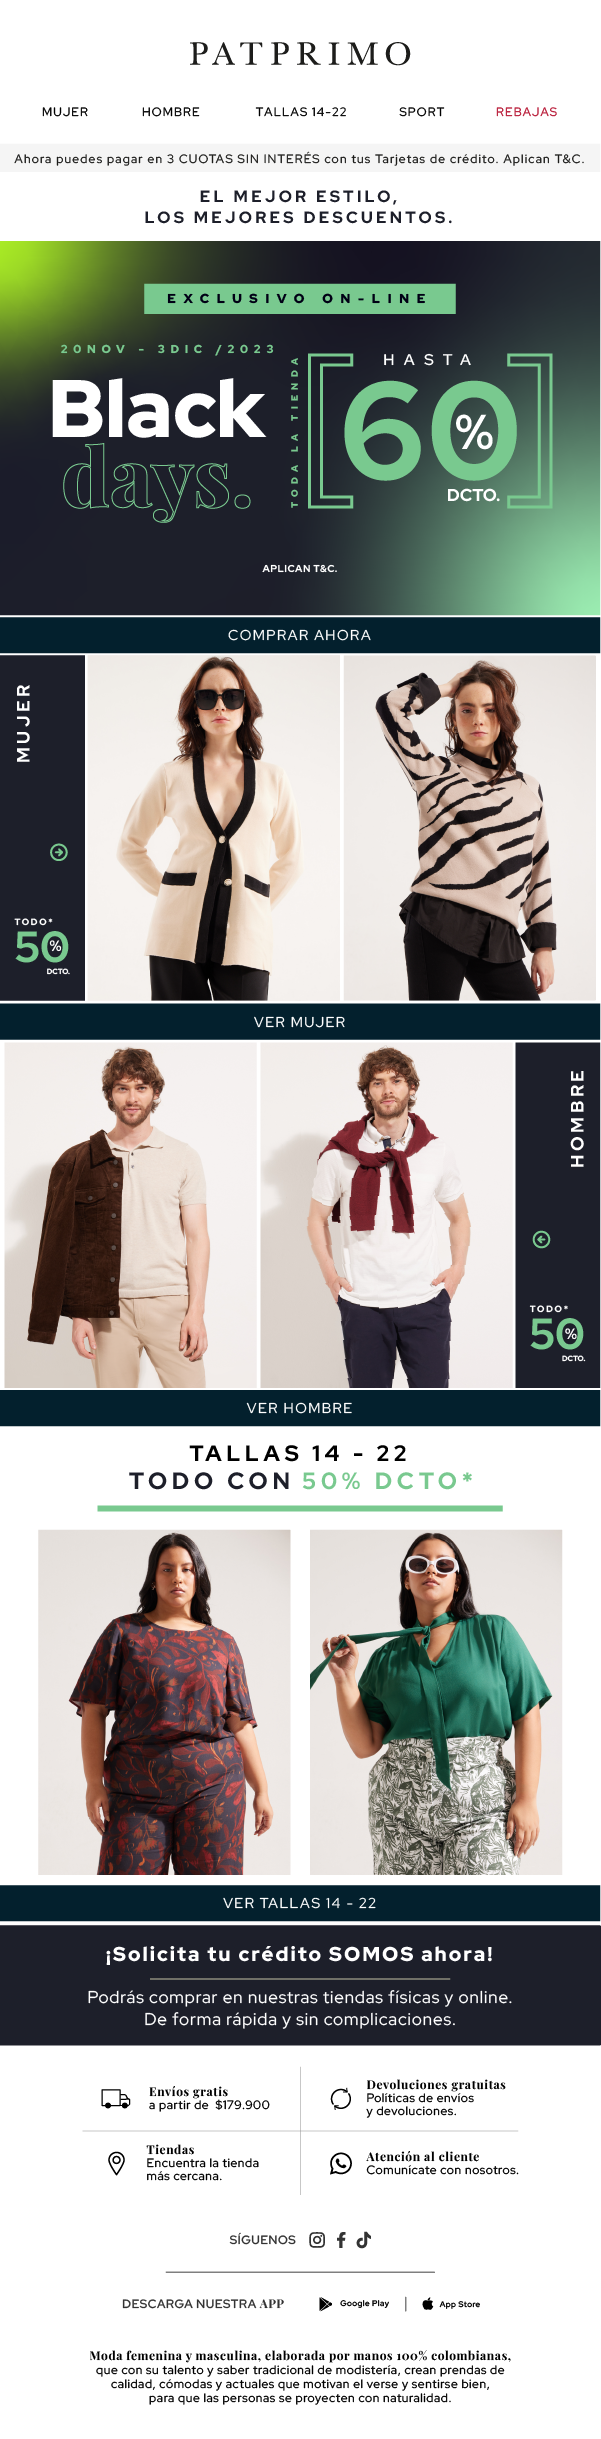 PATPRIMO
MUJER HOMBRE TALLAS 14-22 SPORT REBAJAS
Ahora puedes pagar en 3 CUOTAS SIN INTERÉS con tus Tarjetas de crédito. Aplican T&C.
EL MEJOR ESTILO,
LOS MEJORES DESCUENTOS.
EXCLUSIVO ON-LINE
20NOV - 3DIC /2023
Black
days.
TODA LA TIENDA
HASTA
60%
DCTO.
APLICAN T&C.
COMPRAR AHORA
MUJER
TODO*
50%
DCTO.
VER MUJER
HOMBRE
TODO*
50%
DCTO.
VER HOMBRE
TALLAS 14 - 22
TODO CON 50% DCTO*
VER TALLAS 14 - 22
¡Solicita tu crédito SOMOS ahora!
Podrás comprar en nuestras tiendas físicas y online.
De forma rápida y sin complicaciones.
Envíos gratis
a partir de $179.900
Devoluciones gratuitas
Políticas de envíos
y devoluciones.
Tiendas
Encuentra la tienda
más cercana.
Atención al cliente
Comunícate con nosotros.
SÍGUENOS
DESCARGA NUESTRA APP Google Play | App Store
Moda femenina y masculina, elaborada por manos 100% colombianas,
que con su talento y saber tradicional de modistería, crean prendas de
calidad, cómodas y actuales que motivan el verse y sentirse bien,
para que las personas se proyecten con naturalidad.